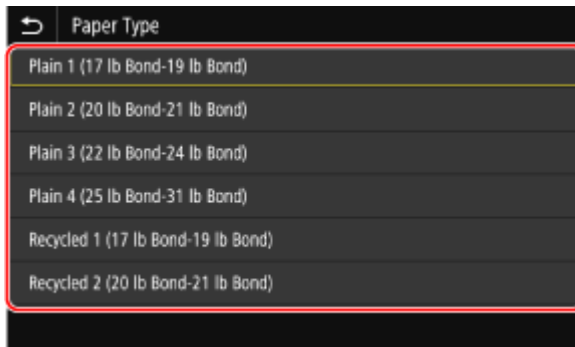 Paper Type
Plain 1 (17 lb Bond-19 lb Bond)
Plain 2 (20 lb Bond-21 lb Bond)
Plain 3 (22 lb Bond-24 lb Bond)
Plain 4 (25 lb Bond-31 lb Bond)
Recycled 1 (17 lb Bond-19 lb Bond)
Recycled 2 (20 lb Bond-21 lb Bond)